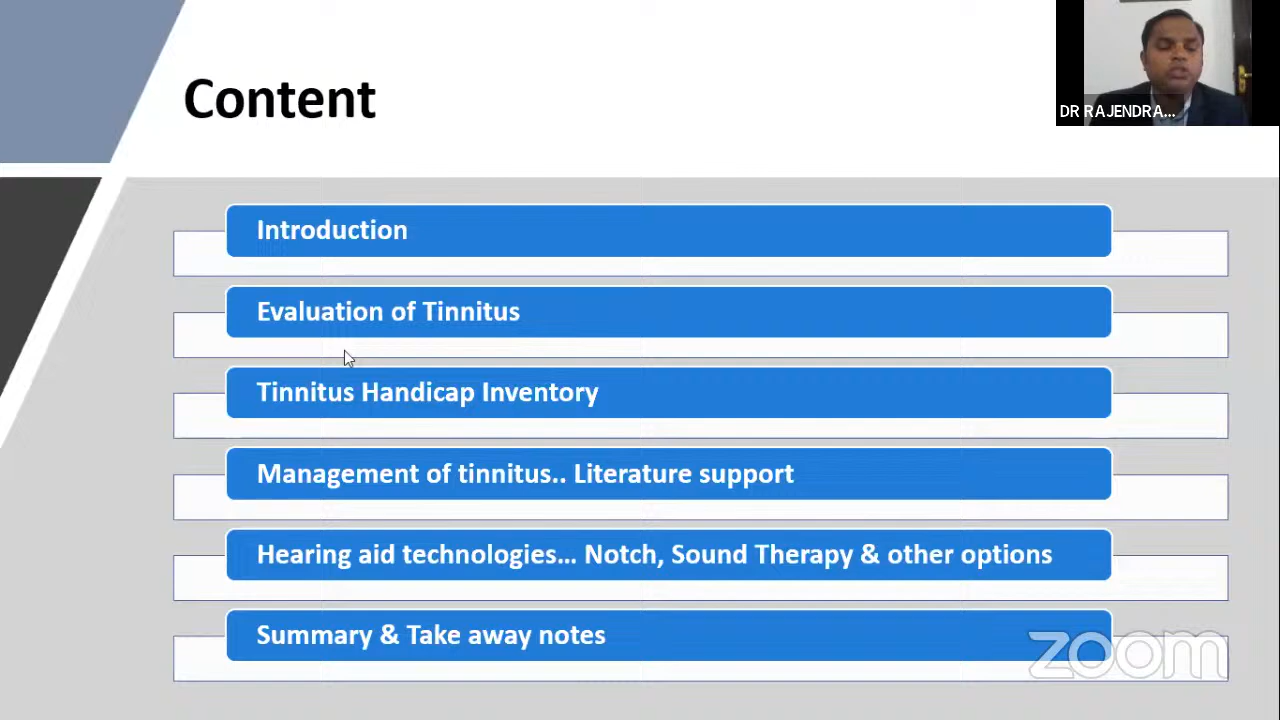 Content
DR RAJENDRA...
Introduction
Evaluation of Tinnitus
Tinnitus Handicap Inventory
Management of tinnitus.. Literature support
Hearing aid technologies... Notch, Sound Therapy & other options
Summary & Take away notes
zoom